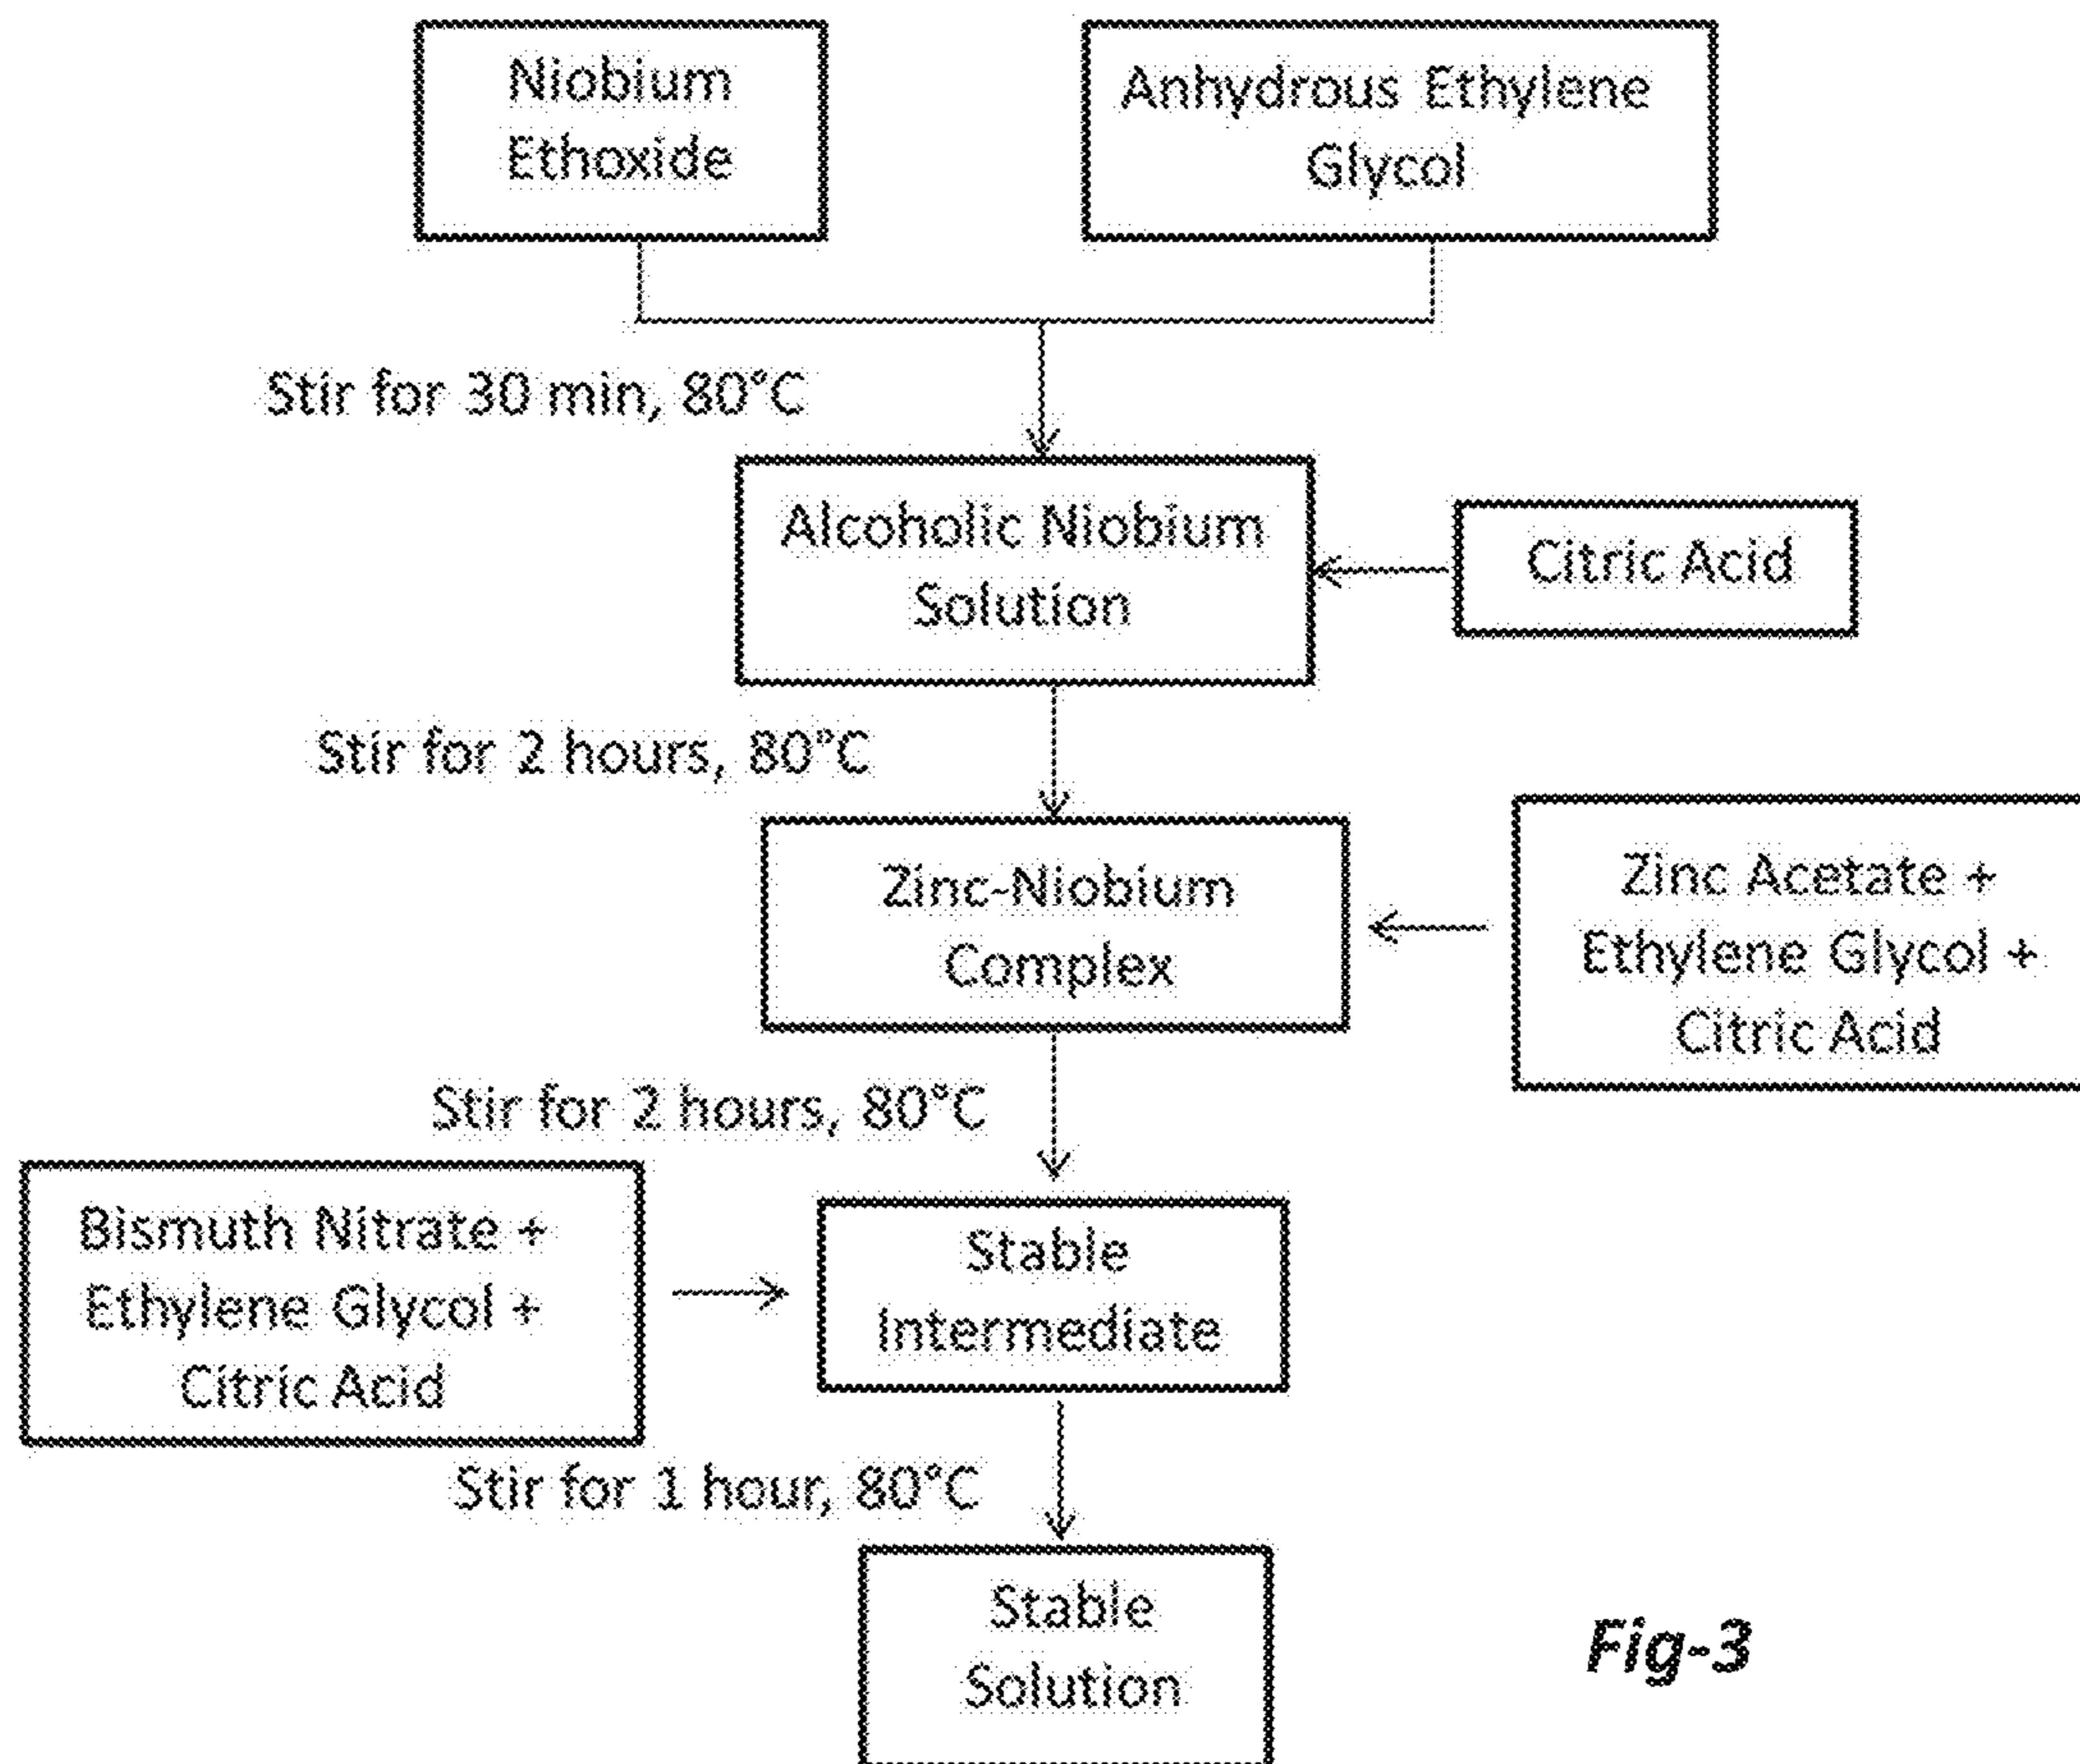 Niobium
Ethoxide
Anhydrous Ethylene
Glycol
Stir for 30 min, 80°C
Alcoholic Niobium
Solution
Citric Acid
Stir for 2 hours, 80°C
Zinc-Niobium
Complex
Zinc Acetate +
Ethylene Glycol +
Citric Acid
Stir for 2 hours, 80°C
Bismuth Nitrate +
Ethylene Glycol +
Citric Acid
Stable
Intermediate
Stir for 1 hour, 80°C
Stable
Solution
Fig-3